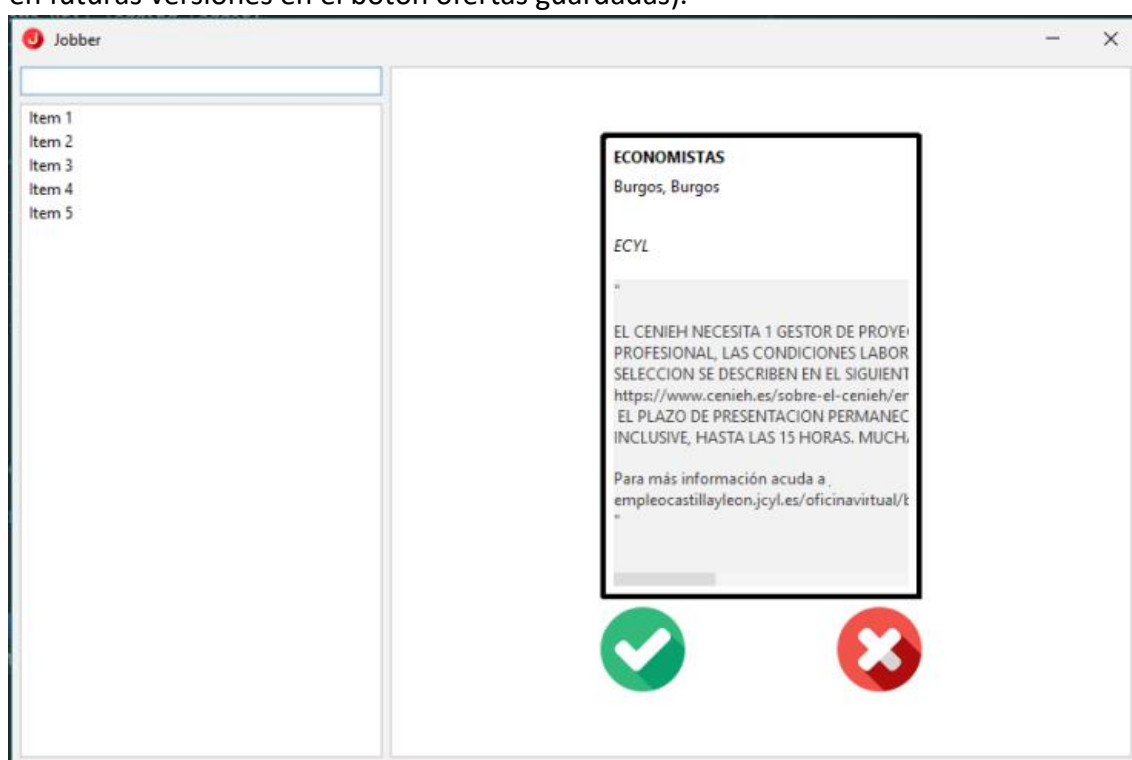 en futuras versiones en el botón ofertas guardadas).
Jobber
Item 1
Item 2
Item 3
Item 4
Item 5
ECONOMISTAS
Burgos, Burgos
ECYL
"
EL CENIEH NECESITA 1 GESTOR DE PROYE
PROFESIONAL, LAS CONDICIONES LABOR
SELECCION SE DESCRIBEN EN EL SIGUIENT
https://www.cenieh.es/sobre-el-cenieh/er
EL PLAZO DE PRESENTACION PERMANEC
INCLUSIVE, HASTA LAS 15 HORAS. MUCH
Para más información acuda a
empleocastillayleon.jcyl.es/oficinavirtual/b
"